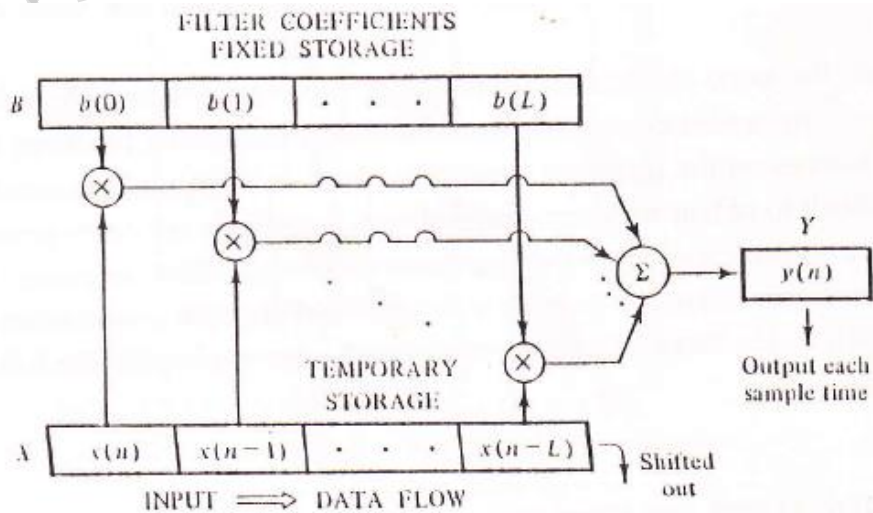 FILTER COEFFICIENTS
FIXED STORAGE
B b(0) b(1) · · · b(L)
×
×
Y
Σ
y(n)
×
TEMPORARY
STORAGE
Output each
sample time
X x(n) x(n-1) · · · x(n-L)
Shifted
out
INPUT ⟹ DATA FLOW